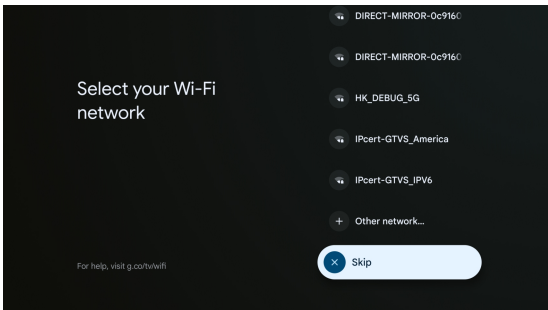 Select your Wi-Fi
network
For help, visit g.co/tv/wifi
DIRECT-MIRROR-0c916
DIRECT-MIRROR-0c916
HK_DEBUG_5G
IPcert-GTVS_America
IPcert-GTVS_IPV6
Other network...
Skip